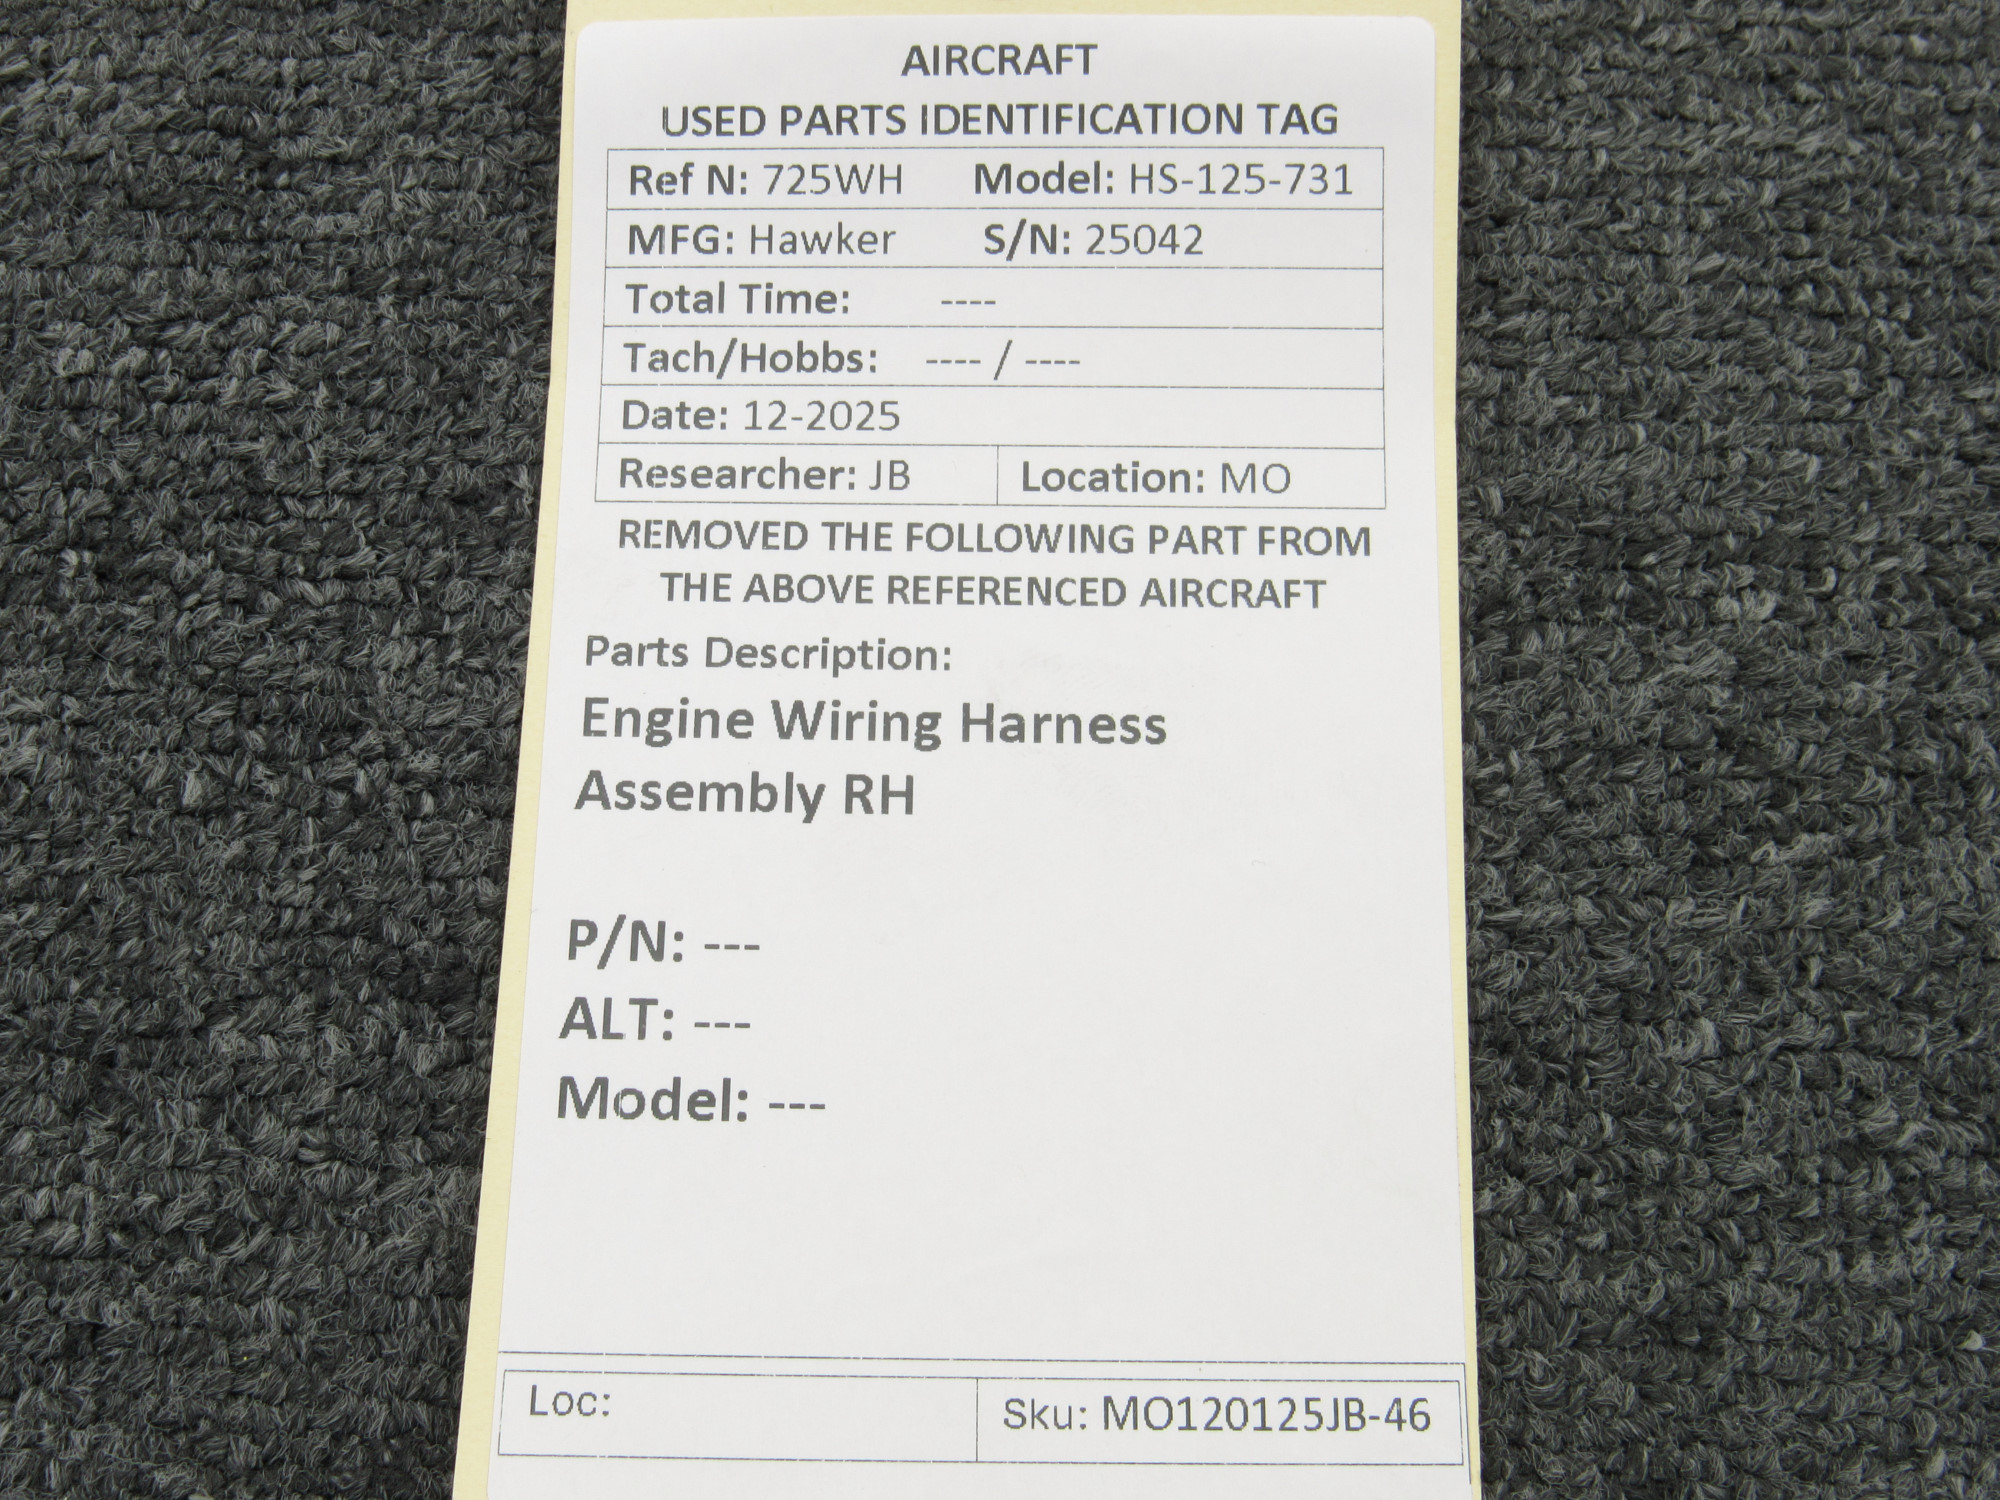 AIRCRAFT
USED PARTS IDENTIFICATION TAG
Ref N: 725WH Model: HS-125-731
MFG: Hawker S/N: 25042
Total Time: ----
Tach/Hobbs: ---- / ----
Date: 12-2025
Researcher: JB Location: MO
REMOVED THE FOLLOWING PART FROM
THE ABOVE REFERENCED AIRCRAFT
Parts Description:
Engine Wiring Harness
Assembly RH
P/N: ---
ALT: ---
Model: ---
Loc: Sku: MO120125JB-46